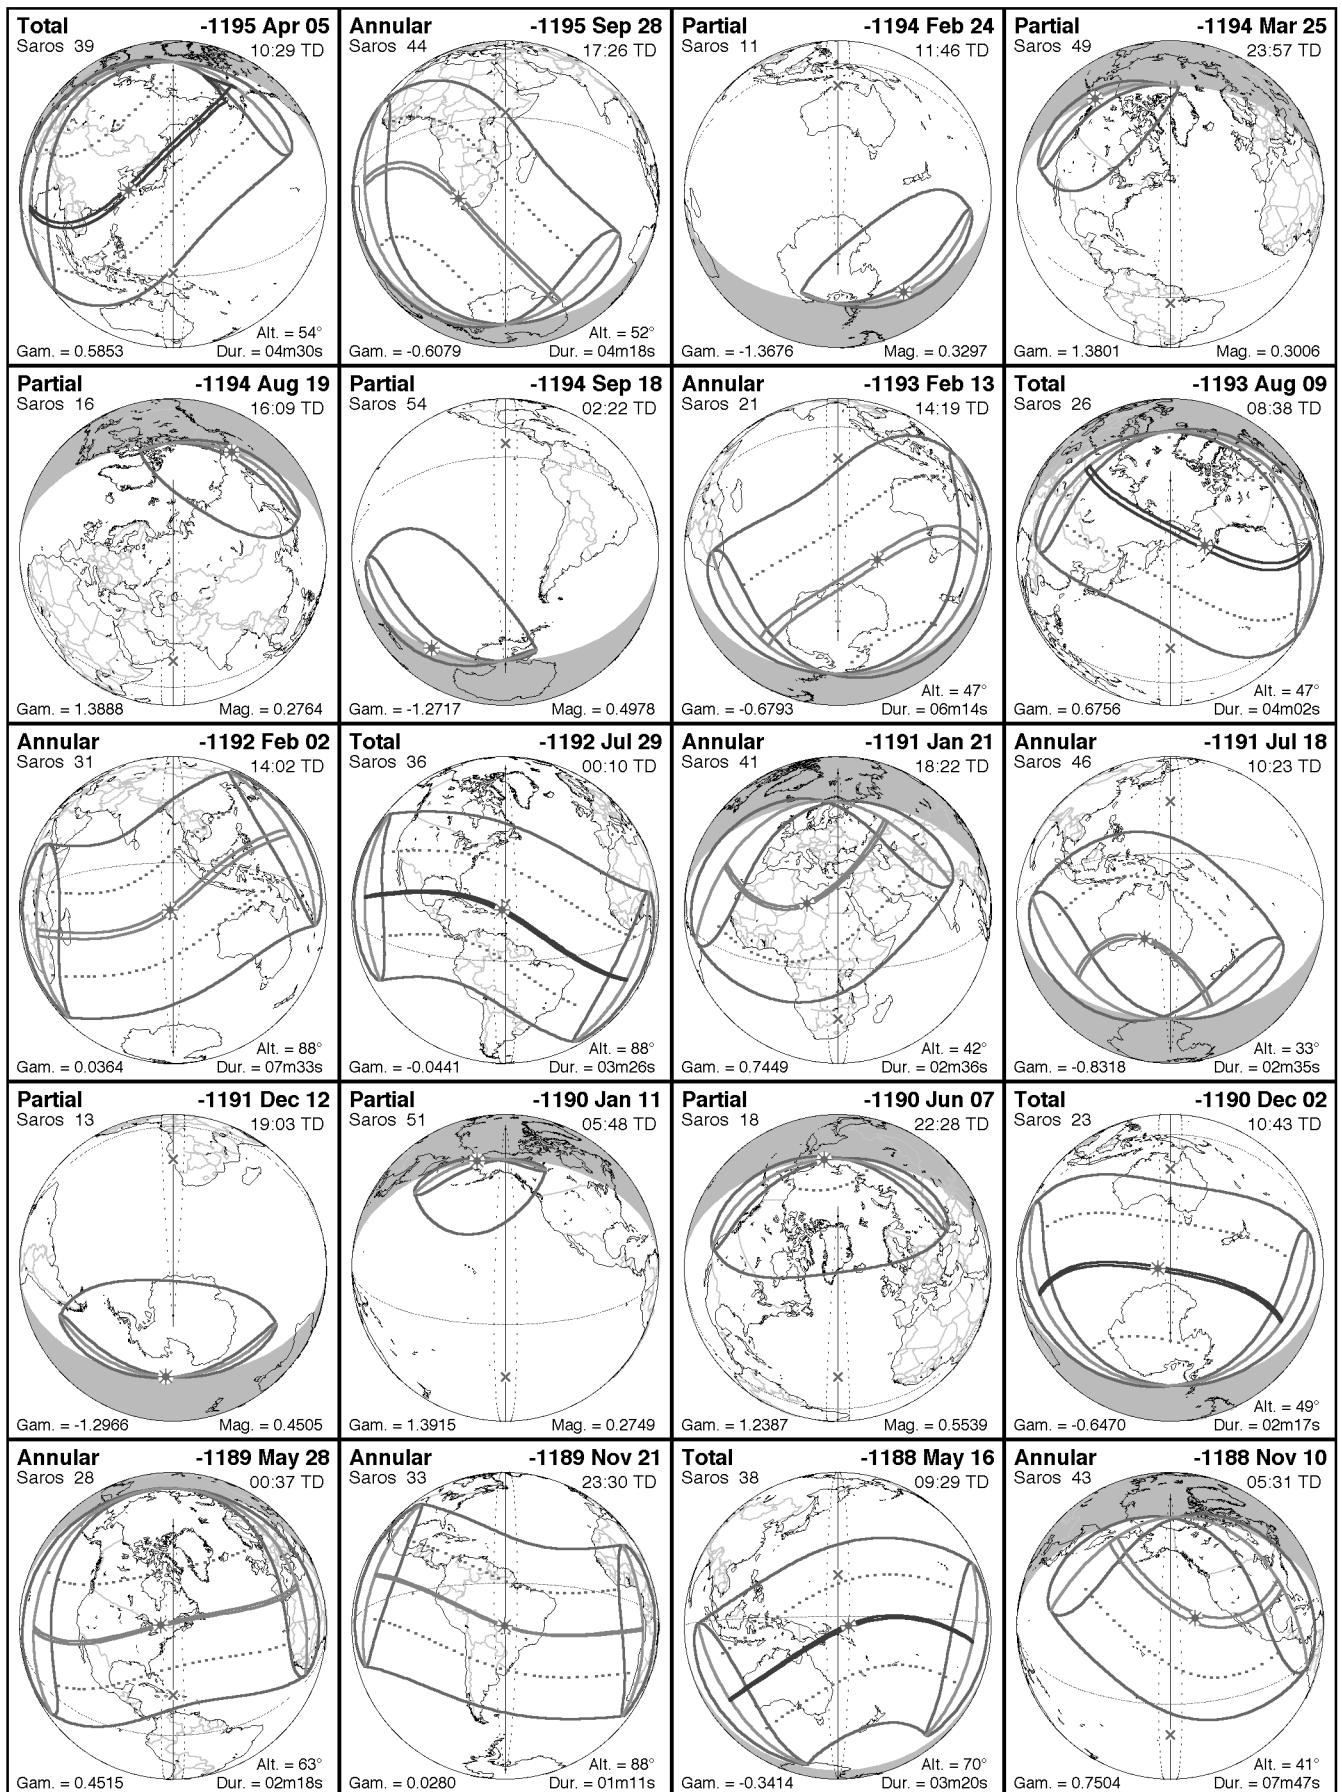 Total -1195 Apr 05
Saros 39 10:29 TD
Alt. = 54°
Gam. = 0.5853 Dur. = 04m30s
Annular -1195 Sep 28
Saros 44 17:26 TD
Alt. = 52°
Gam. = -0.6079 Dur. = 04m18s
Partial -1194 Feb 24
Saros 11 11:46 TD
Gam. = -1.3676 Mag. = 0.3297
Partial -1194 Mar 25
Saros 49 23:57 TD
Gam. = 1.3801 Mag. = 0.3006
Partial -1194 Aug 19
Saros 16 16:09 TD
Gam. = 1.3888 Mag. = 0.2764
Partial -1194 Sep 18
Saros 54 02:22 TD
Gam. = -1.2717 Mag. = 0.4978
Annular -1193 Feb 13
Saros 21 14:19 TD
Alt. = 47°
Gam. = -0.6793 Dur. = 06m14s
Total -1193 Aug 09
Saros 26 08:38 TD
Alt. = 47°
Gam. = 0.6756 Dur. = 04m02s
Annular -1192 Feb 02
Saros 31 14:02 TD
Alt. = 88°
Gam. = 0.0364 Dur. = 07m33s
Total -1192 Jul 29
Saros 36 00:10 TD
Alt. = 88°
Gam. = -0.0441 Dur. = 03m26s
Annular -1191 Jan 21
Saros 41 18:22 TD
Alt. = 42°
Gam. = 0.7449 Dur. = 02m36s
Annular -1191 Jul 18
Saros 46 10:23 TD
Alt. = 33°
Gam. = -0.8318 Dur. = 02m35s
Partial -1191 Dec 12
Saros 13 19:03 TD
Gam. = -1.2966 Mag. = 0.4505
Partial -1190 Jan 11
Saros 51 05:48 TD
Gam. = 1.3915 Mag. = 0.2749
Partial -1190 Jun 07
Saros 18 22:28 TD
Gam. = 1.2387 Mag. = 0.5539
Total -1190 Dec 02
Saros 23 10:43 TD
Alt. = 49°
Gam. = -0.6470 Dur. = 02m17s
Annular -1189 May 28
Saros 28 00:37 TD
Alt. = 63°
Gam. = 0.4515 Dur. = 02m18s
Annular -1189 Nov 21
Saros 33 23:30 TD
Alt. = 88°
Gam. = 0.0280 Dur. = 01m11s
Total -1188 May 16
Saros 38 09:29 TD
Alt. = 70°
Gam. = -0.3414 Dur. = 03m20s
Annular -1188 Nov 10
Saros 43 05:31 TD
Alt. = 41°
Gam. = 0.7504 Dur. = 07m47s